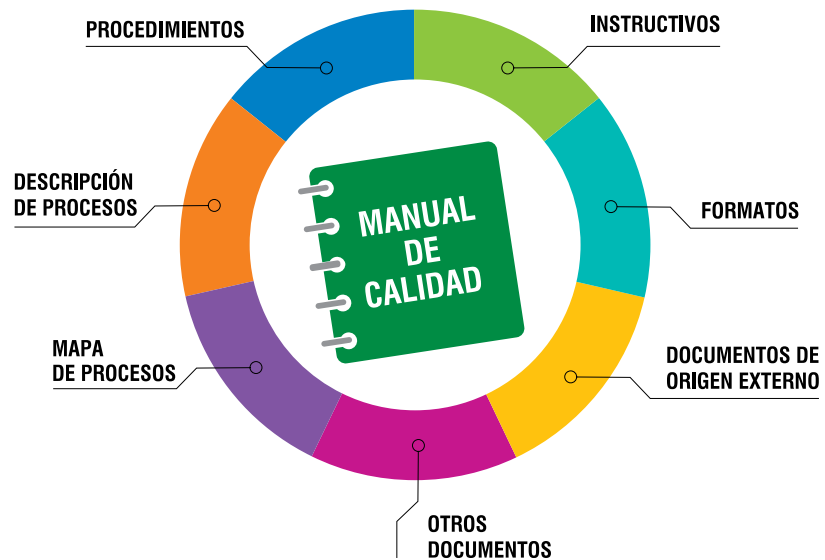 PROCEDIMIENTOS
INSTRUCTIVOS
DESCRIPCIÓN
DE PROCESOS
FORMATOS
MANUAL
DE
CALIDAD
MAPA
DE PROCESOS
DOCUMENTOS DE
ORIGEN EXTERNO
OTROS
DOCUMENTOS